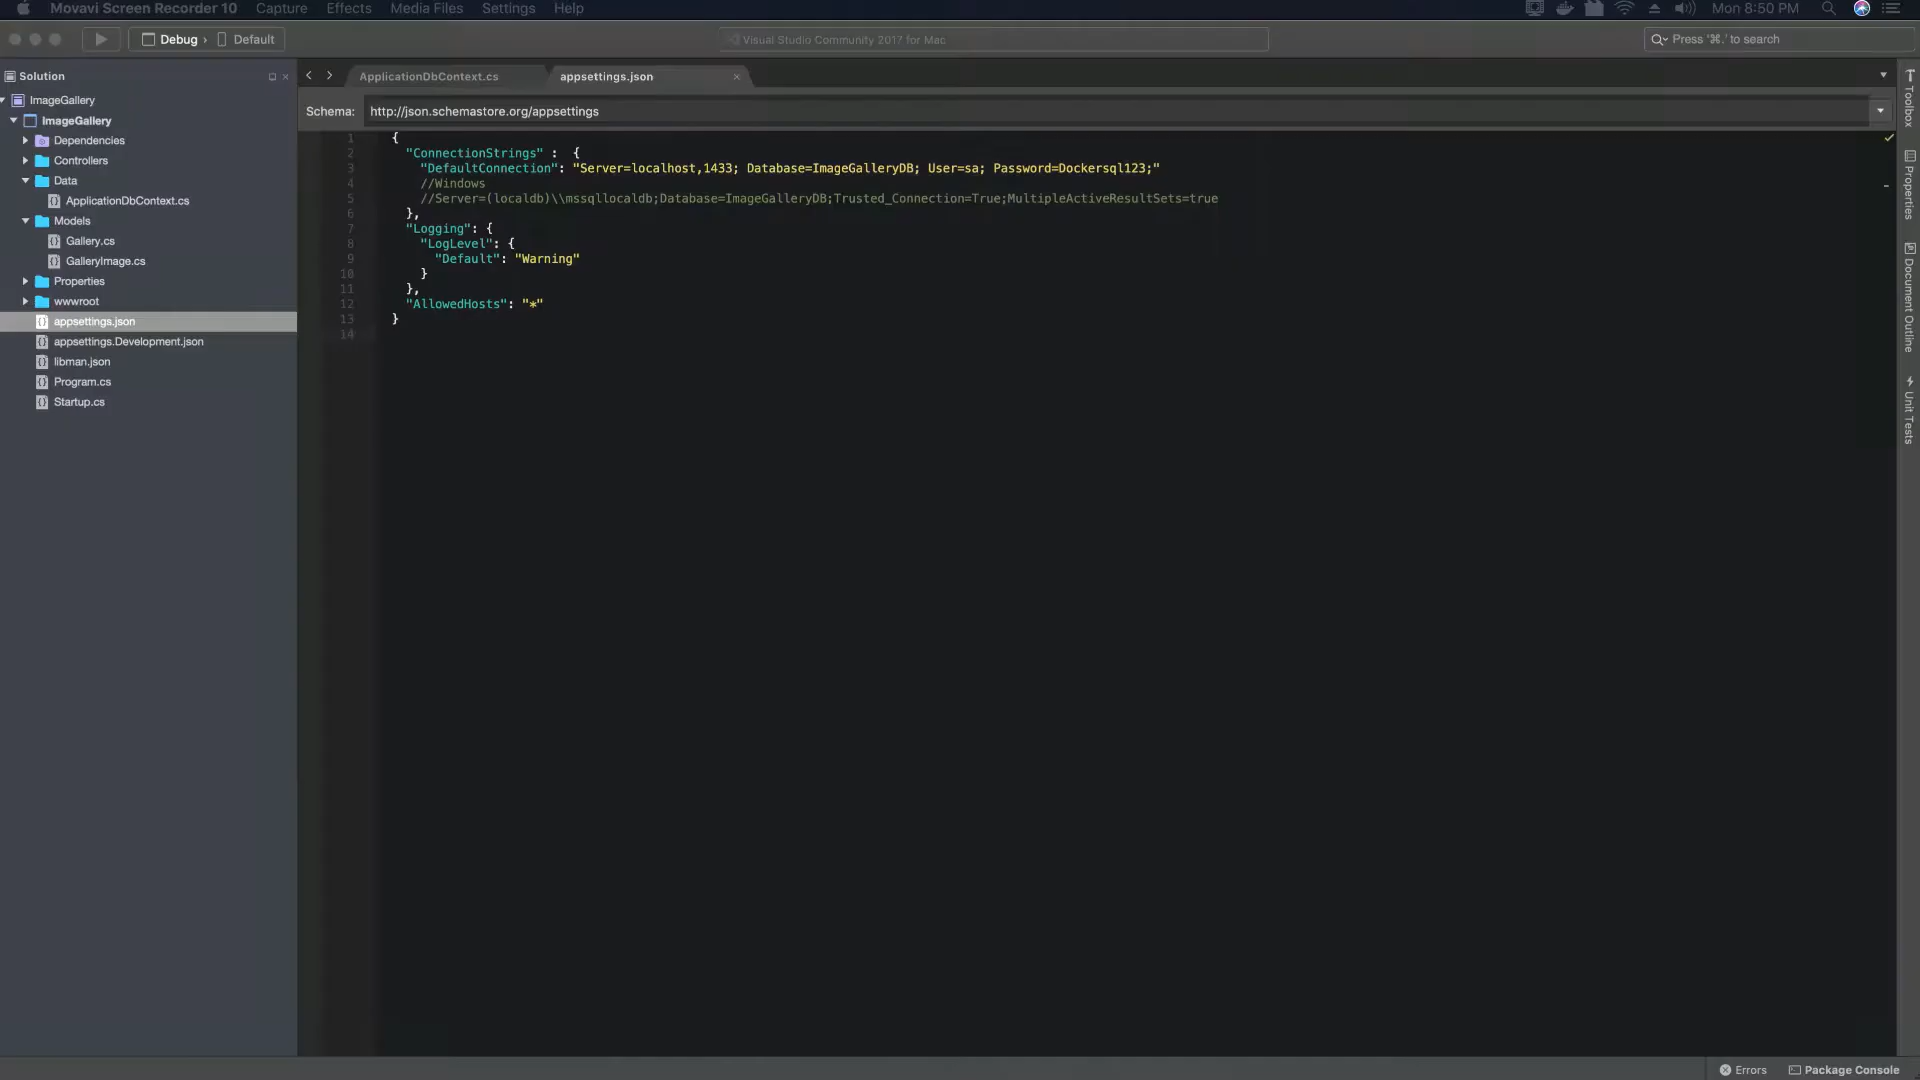 Movavi Screen Recorder 10 Capture Effects Media Files Settings Help Mon 8:50 PM
Debug › Default Visual Studio Community 2017 for Mac Press '⌘.' to search
Solution
ApplicationDbContext.cs
appsettings.json
Schema: http://json.schemastore.org/appsettings
ImageGallery
ImageGallery
Dependencies
Controllers
Data
ApplicationDbContext.cs
Models
Gallery.cs
GalleryImage.cs
Properties
wwwroot
appsettings.json
appsettings.Development.json
libman.json
Program.cs
Startup.cs
1 {
2 "ConnectionStrings" : {
3 "DefaultConnection": "Server=localhost,1433; Database=ImageGalleryDB; User=sa; Password=Dockersql123;"
4 //Windows
5 //Server=(localdb)\\mssqllocaldb;Database=ImageGalleryDB;Trusted_Connection=True;MultipleActiveResultSets=true
6 },
7 "Logging": {
8 "LogLevel": {
9 "Default": "Warning"
10 }
11 },
12 "AllowedHosts": "*"
13 }
14
Toolbox
Properties
Document Outline
Unit Tests
Errors Package Console